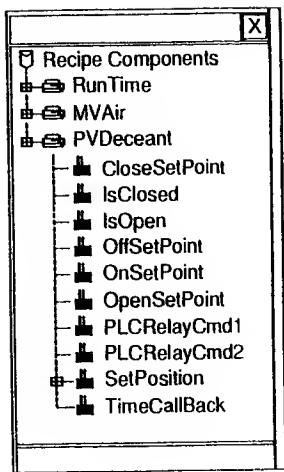 X
Recipe Components
RunTime
MVAir
PVDeceant
CloseSetPoint
IsClosed
IsOpen
OffSetPoint
OnSetPoint
OpenSetPoint
PLCRelayCmd1
PLCRelayCmd2
SetPosition
TimeCallBack